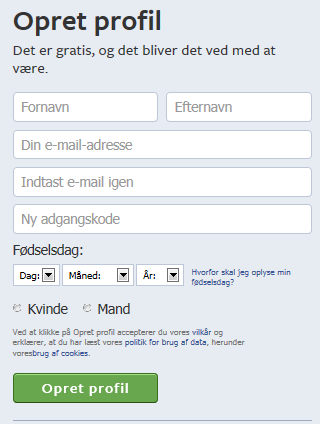 Opret profil
Det er gratis, og det bliver det ved med at
være.
Fornavn Efternavn
Din e-mail-adresse
Indtast e-mail igen
Ny adgangskode
Fødselsdag:
Dag: Måned: År: Hvorfor skal jeg oplyse min
fødselsdag?
Kvinde Mand
Ved at klikke på Opret profil accepterer du vores vilkår og
erklærer, at du har læst vores politik for brug af data, herunder
voresbrug af cookies.
Opret profil